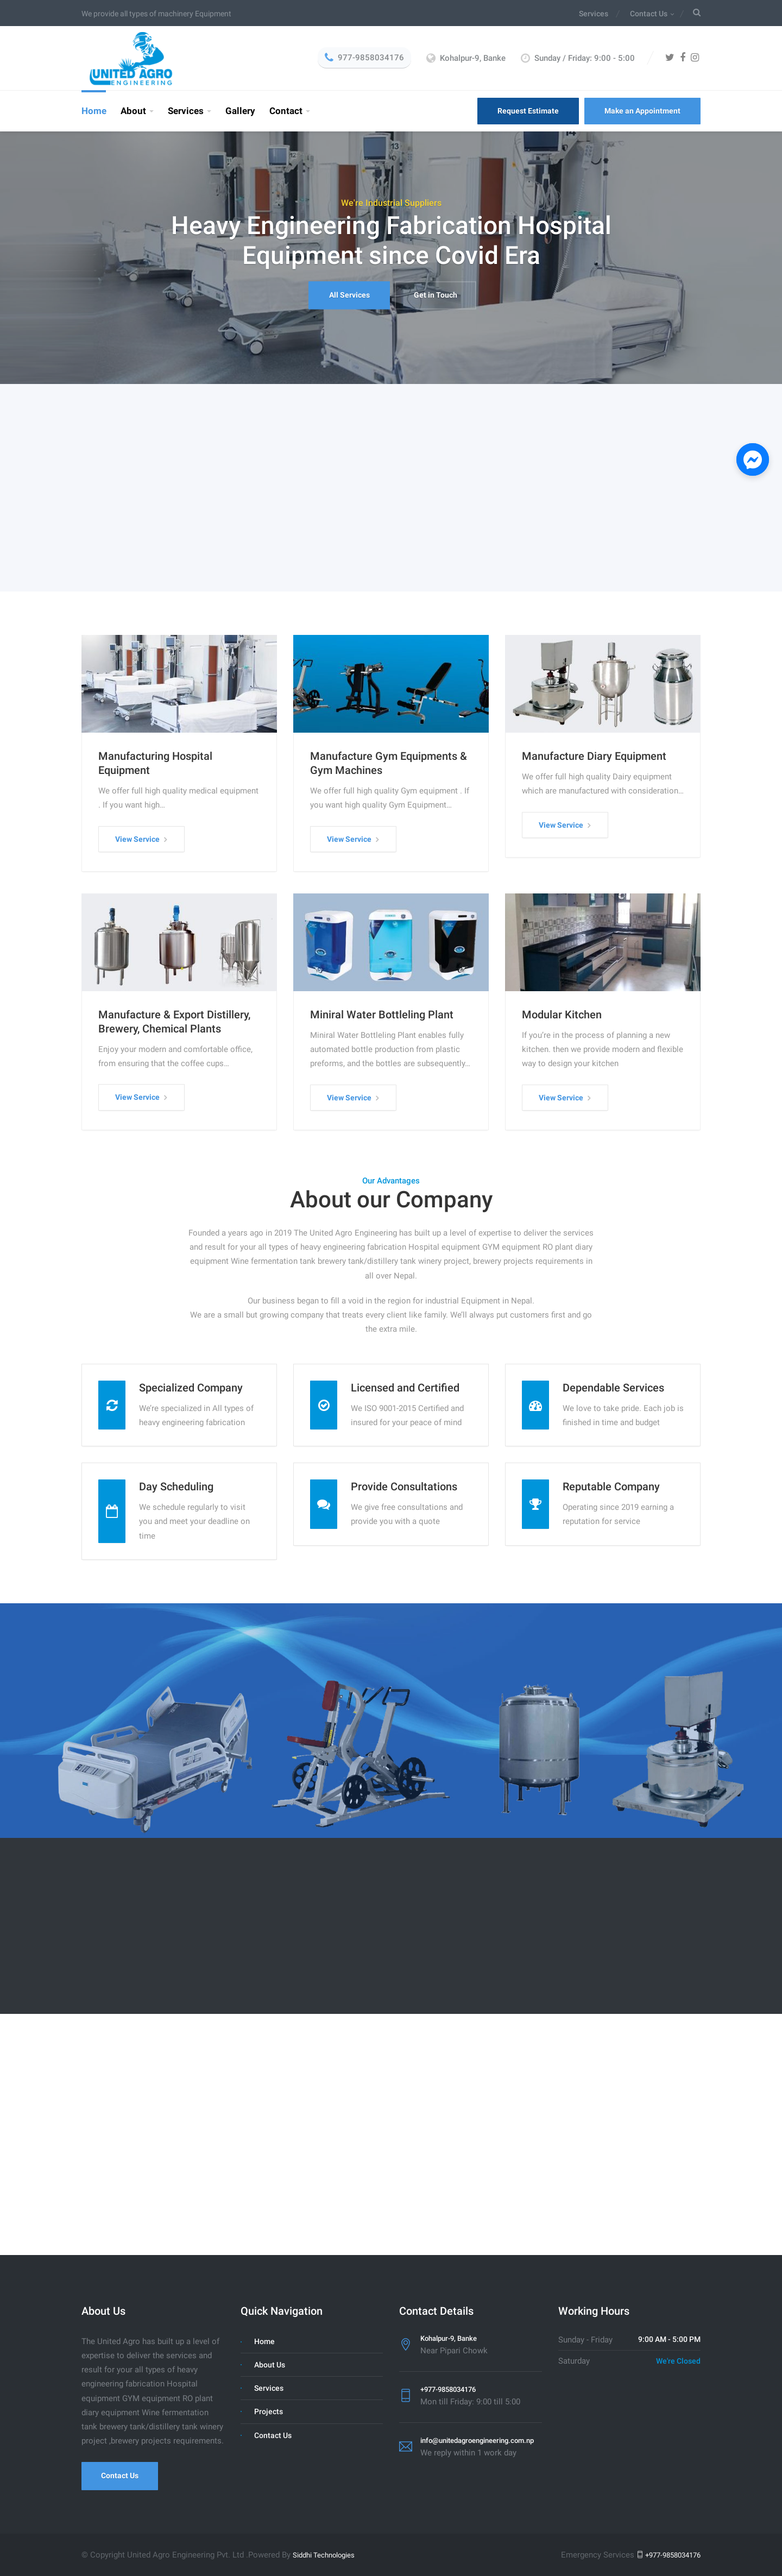 We provide all types of machinery Equipment
Services / Contact Us /
UNITED AGRO
ENGINEERING
977-9858034176
Kohalpur-9, Banke
Sunday / Friday: 9:00 - 5:00
Home About Services Gallery Contact
Request Estimate
Make an Appointment
We're Industrial Suppliers
Heavy Engineering Fabrication Hospital
Equipment since Covid Era
All Services
Get in Touch
Manufacturing Hospital
Equipment
We offer full high quality medical equipment
. If you want high…
View Service
Manufacture Gym Equipments &
Gym Machines
We offer full high quality Gym equipment . If
you want high quality Gym Equipment…
View Service
Manufacture Diary Equipment
We offer full high quality Dairy equipment
which are manufactured with consideration…
View Service
Manufacture & Export Distillery,
Brewery, Chemical Plants
Enjoy your modern and comfortable office,
from ensuring that the coffee cups…
View Service
Miniral Water Bottleling Plant
Miniral Water Bottleling Plant enables fully
automated bottle production from plastic
preforms, and the bottles are subsequently…
View Service
Modular Kitchen
If you're in the process of planning a new
kitchen. then we provide modern and flexible
way to design your kitchen
View Service
Our Advantages
About our Company
Founded a years ago in 2019 The United Agro Engineering has built up a level of expertise to deliver the services
and result for your all types of heavy engineering fabrication Hospital equipment GYM equipment RO plant diary
equipment Wine fermentation tank brewery tank/distillery tank winery project, brewery projects requirements in
all over Nepal.
Our business began to fill a void in the region for industrial Equipment in Nepal.
We are a small but growing company that treats every client like family. We'll always put customers first and go
the extra mile.
Specialized Company
We're specialized in All types of
heavy engineering fabrication
Licensed and Certified
We ISO 9001-2015 Certified and
insured for your peace of mind
Dependable Services
We love to take pride. Each job is
finished in time and budget
Day Scheduling
We schedule regularly to visit
you and meet your deadline on
time
Provide Consultations
We give free consultations and
provide you with a quote
Reputable Company
Operating since 2019 earning a
reputation for service
About Us
The United Agro has built up a level of
expertise to deliver the services and
result for your all types of heavy
engineering fabrication Hospital
equipment GYM equipment RO plant
diary equipment Wine fermentation
tank brewery tank/distillery tank winery
project ,brewery projects requirements.
Contact Us
Quick Navigation
Home
About Us
Services
Projects
Contact Us
Contact Details
Kohalpur-9, Banke
Near Pipari Chowk
+977-9858034176
Mon till Friday: 9:00 till 5:00
info@unitedagroengineering.com.np
We reply within 1 work day
Working Hours
Sunday - Friday 9:00 AM - 5:00 PM
Saturday We're Closed
© Copyright United Agro Engineering Pvt. Ltd .Powered By Siddhi Technologies
Emergency Services +977-9858034176